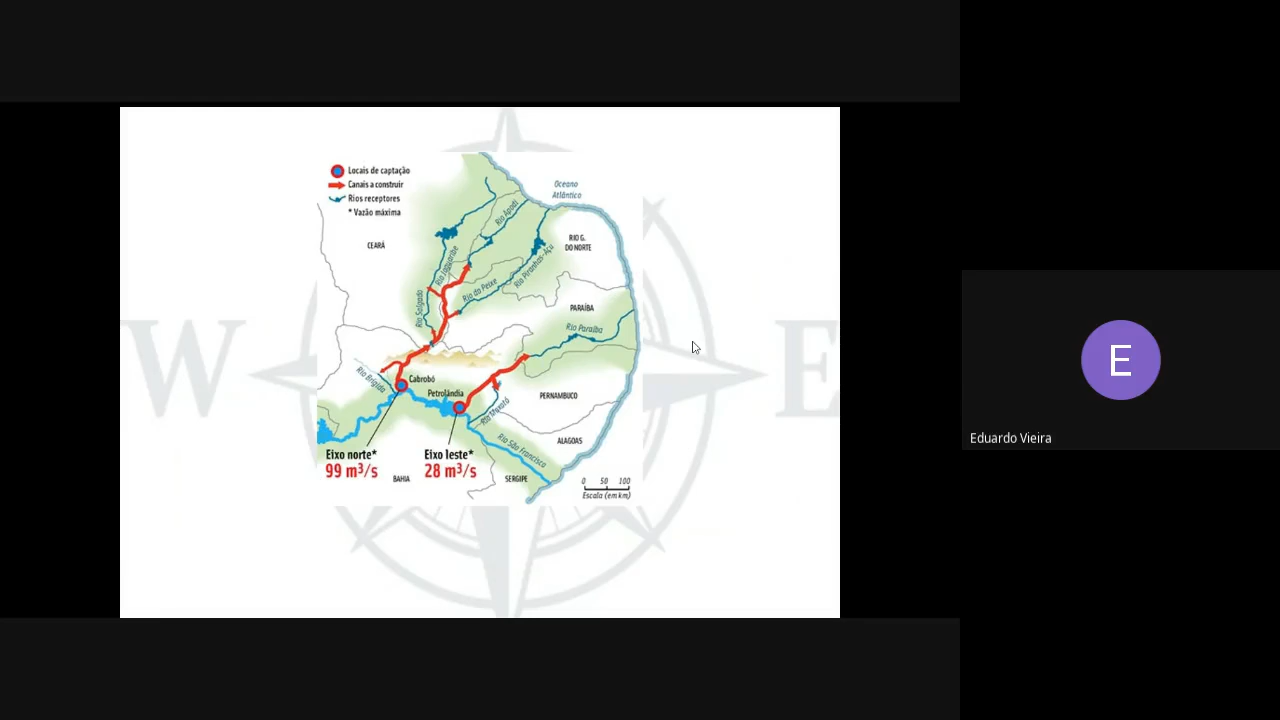 Locais de captação
Canais a construir
Rios receptores
* Vazão máxima
Oceano
Atlântico
CEARÁ
RIO G.
DO NORTE
Rio Apodi
Rio Jaguaribe
Rio Piranhas-Açu
Rio do Peixe
Rio Salgado
PARAÍBA
Rio Paraíba
W
E
Rio Brígida
Cabrobó
Petrolândia
PERNAMBUCO
Rio Moxotó
ALAGOAS
Rio São Francisco
Eixo norte*
99 m³/s
Eixo leste*
28 m³/s
BAHIA
SERGIPE
0 50 100
Escala (em km)
E
Eduardo Vieira